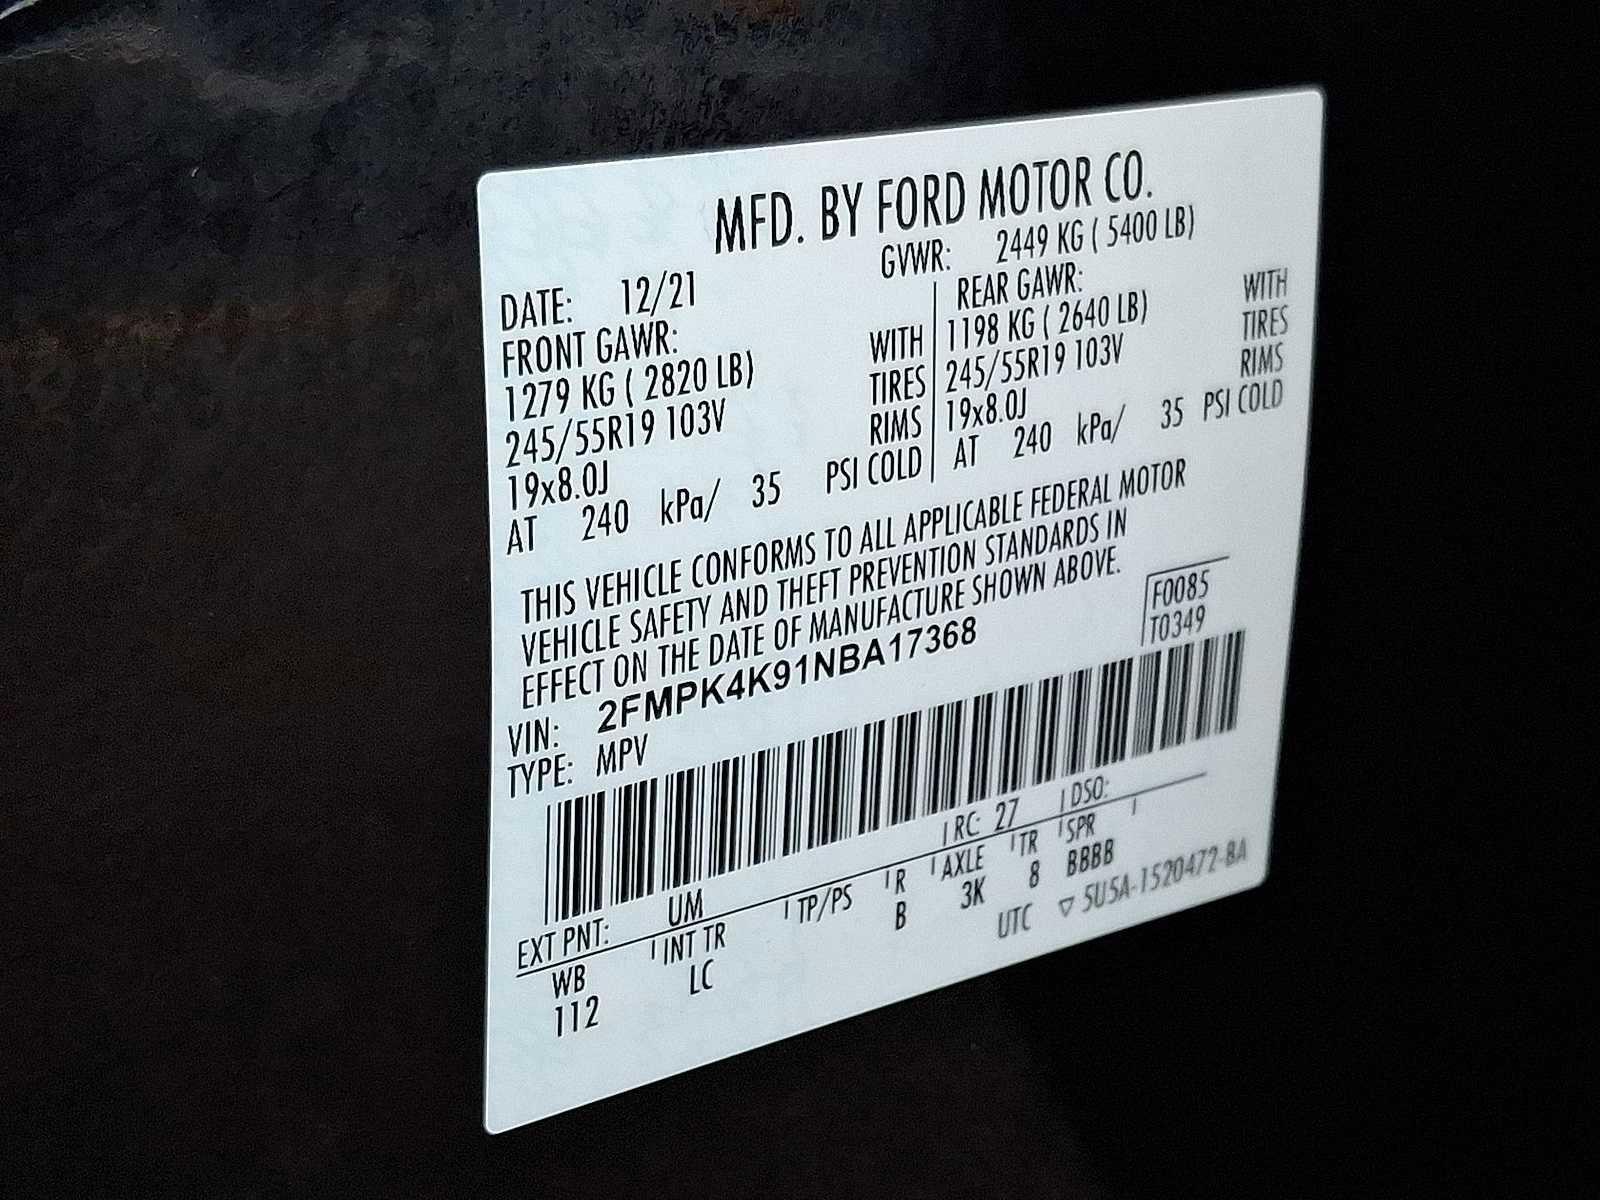 MFD. BY FORD MOTOR CO.
DATE: 12/21 GVWR: 2449 KG ( 5400 LB)
FRONT GAWR: REAR GAWR:
1279 KG ( 2820 LB) WITH 1198 KG ( 2640 LB) WITH
245/55R19 103V TIRES 245/55R19 103V TIRES
19x8.0J RIMS 19x8.0J RIMS
AT 240 kPa/ 35 PSI COLD AT 240 kPa/ 35 PSI COLD
THIS VEHICLE CONFORMS TO ALL APPLICABLE FEDERAL MOTOR
VEHICLE SAFETY AND THEFT PREVENTION STANDARDS IN
EFFECT ON THE DATE OF MANUFACTURE SHOWN ABOVE.
VIN: 2FMPK4K91NBA17368 F0085
TYPE: MPV T0349
EXT PNT: UM RC: 27 DSO:
WB INT TR TP/PS R AXLE TR SPR
112 LC B 3K 8 BBBB
UTC ▽ 5U5A-1520472-BA